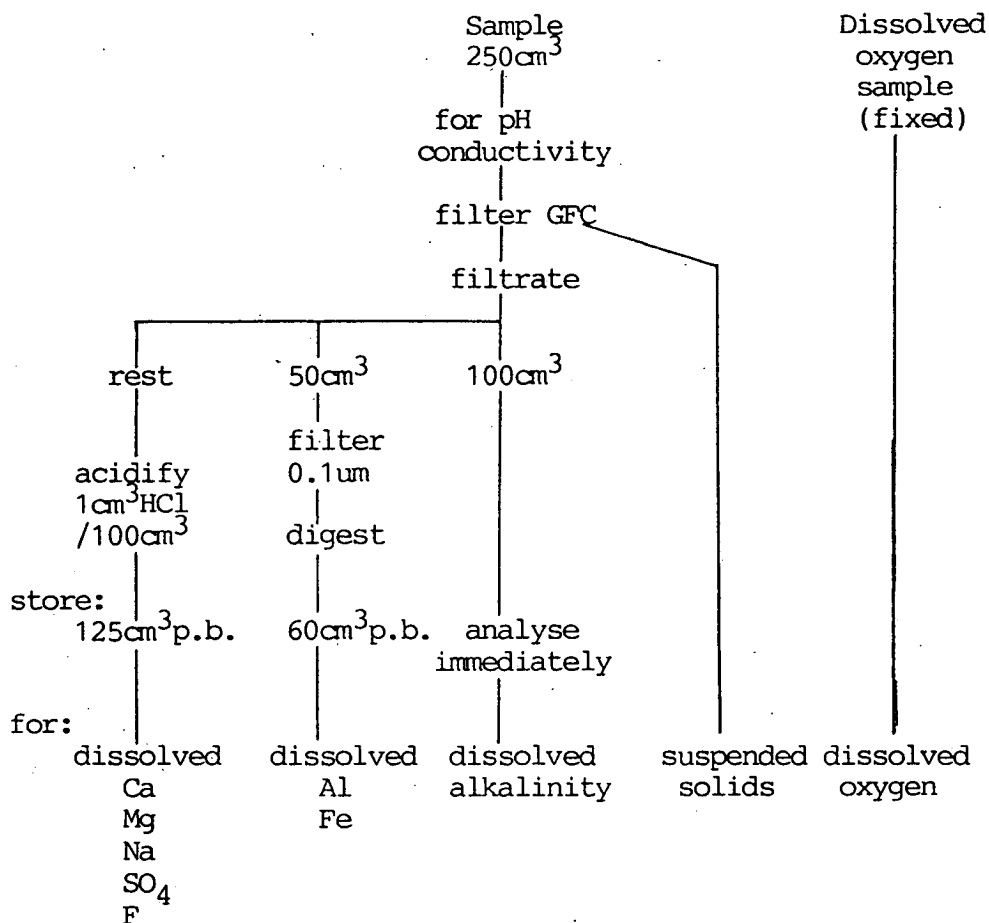 Sample
250cm³
Dissolved
oxygen
sample
(fixed)
for pH
conductivity
filter GFC
filtrate
rest
50cm³
100cm³
acidify
1cm³HCl
/100cm³
filter
0.1um
digest
store:
125cm³p.b.
60cm³p.b.
analyse
immediately
for:
dissolved
Ca
Mg
Na
SO₄
F
dissolved
Al
Fe
dissolved
alkalinity
suspended
solids
dissolved
oxygen